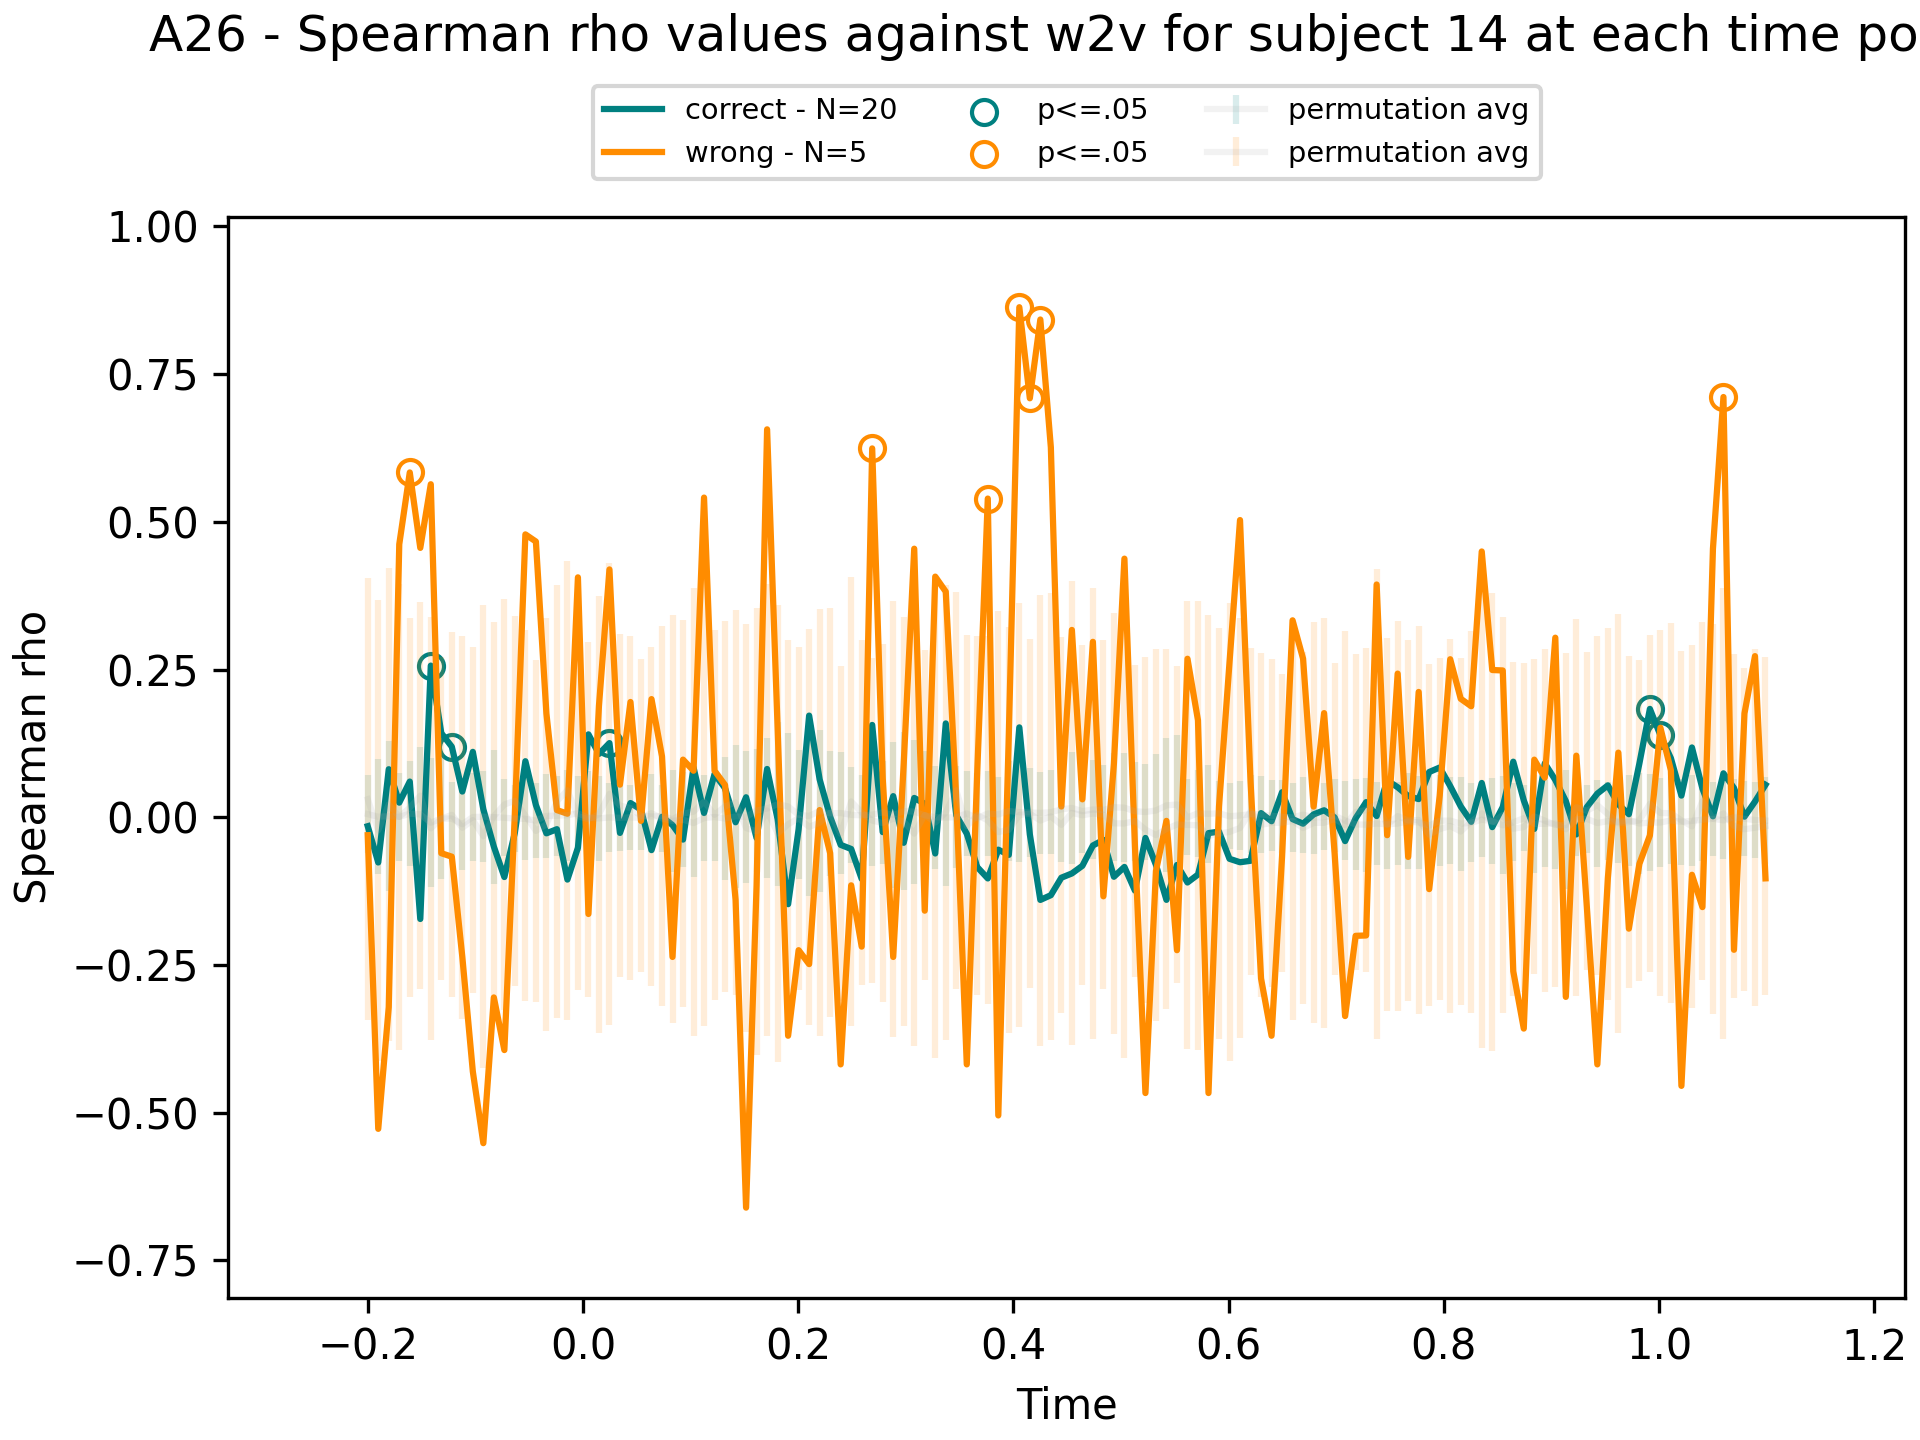 A26 - Spearman rho values against w2v for subject 14 at each time po
correct - N=20
p<=.05
permutation avg
wrong - N=5
p<=.05
permutation avg
1.00
0.75
0.50
0.25
0.00
−0.25
−0.50
−0.75
Spearman rho
−0.2
0.0
0.2
0.4
0.6
0.8
1.0
1.2
Time